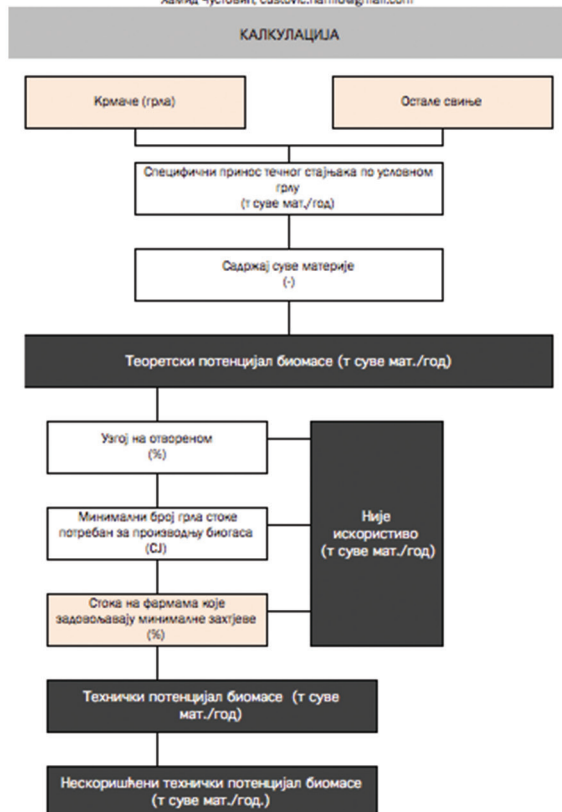 КАЛКУЛАЦИЈА
Крмаче (грла)
Остале свиње
Специфични принос течног стајњака по условном
грлу
(т суве мат./год)
Садржај суве материје
(-)
Теоретски потенцијал биомасе (т суве мат./год)
Узгој на отвореном
(%)
Минимални број грла стоке
потребан за производњу биогаса
(СЈ)
Није
искористиво
(т суве мат./год)
Стока на фармама које
задовољавају минималне захтјеве
(%)
Технички потенцијал биомасе (т суве
мат./год)
Нескоришћени технички потенцијал биомасе
(т суве мат./год.)